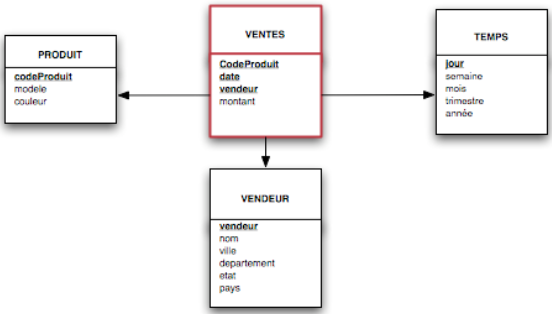 PRODUIT
codeProduit
modele
couleur
VENTES
CodeProduit
date
vendeur
montant
TEMPS
jour
semaine
mois
trimestre
année
VENDEUR
vendeur
nom
ville
departement
etat
pays